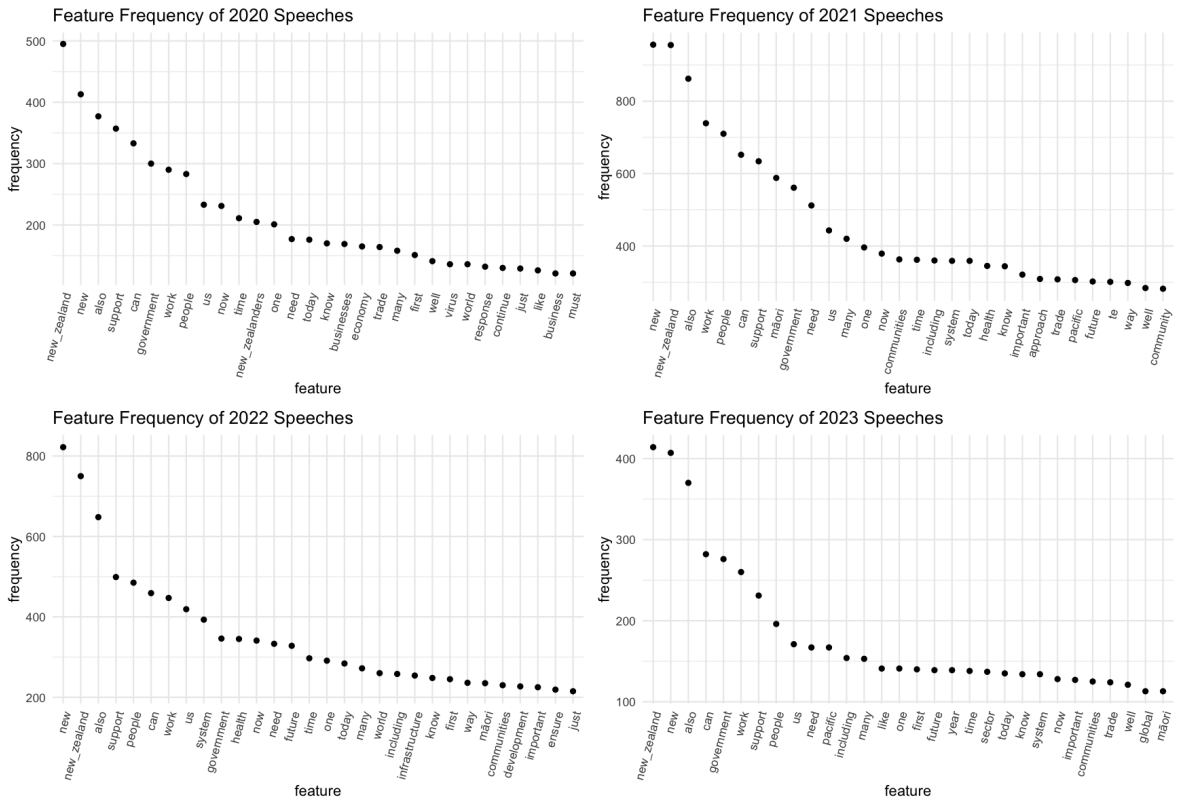 Feature Frequency of 2020 Speeches
500
400
300
200
frequency
new_zealand
new
also
support
can
government
work
people
us
now
time
new_zealanders
one
need
today
know
businesses
economy
trade
many
first
well
virus
world
response
continue
just
like
business
must
feature
Feature Frequency of 2021 Speeches
800
600
400
frequency
new
new_zealand
also
work
people
can
support
māori
government
need
us
many
one
now
communities
time
including
system
today
health
know
important
approach
trade
pacific
future
te
way
well
community
feature
Feature Frequency of 2022 Speeches
800
600
400
200
frequency
new
new_zealand
also
support
people
can
work
us
system
government
health
now
need
future
time
one
today
many
world
including
infrastructure
know
first
way
māori
communities
development
important
ensure
just
feature
Feature Frequency of 2023 Speeches
400
300
200
100
frequency
new_zealand
new
also
can
government
work
support
people
us
need
pacific
including
many
like
one
first
future
year
time
sector
today
know
system
now
important
communities
trade
well
global
māori
feature